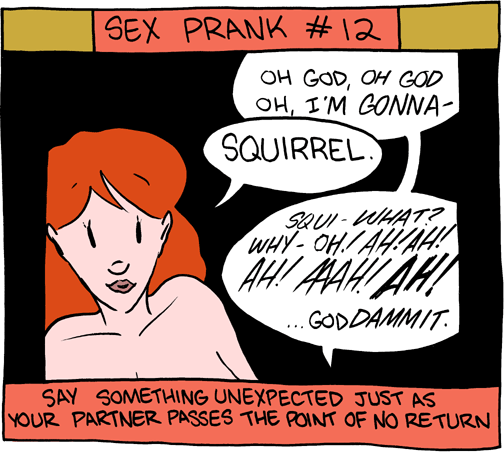 SEX PRANK #12
OH GOD, OH GOD
OH, I'M GONNA-
SQUIRREL.
SQUI-WHAT?
WHY-OH! AH! AH!
AH! AAAH! AH!
...GODDAMMIT.
SAY SOMETHING UNEXPECTED JUST AS
YOUR PARTNER PASSES THE POINT OF NO RETURN